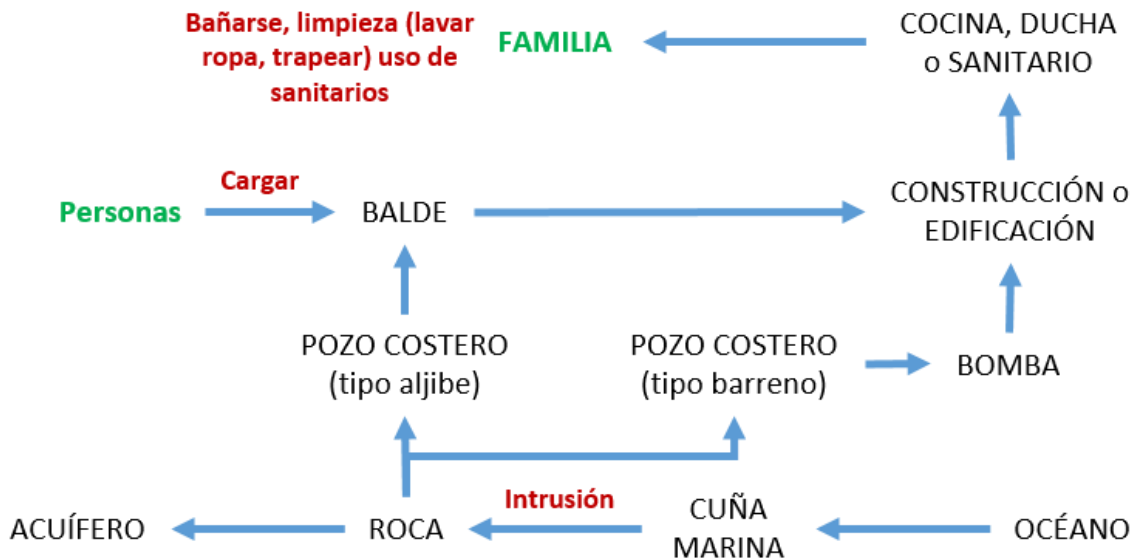 Bañarse, limpieza (lavar
ropa, trapear) uso de
sanitarios
FAMILIA
COCINA, DUCHA
o SANITARIO
Personas
Cargar
BALDE
CONSTRUCCIÓN o
EDIFICACIÓN
POZO COSTERO
(tipo aljibe)
POZO COSTERO
(tipo barreno)
BOMBA
ACUÍFERO
ROCA
Intrusión
CUÑA
MARINA
OCÉANO